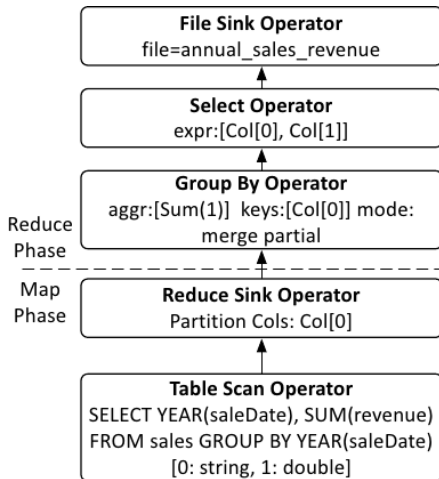 File Sink Operator
file=annual_sales_revenue
Select Operator
expr:[Col[0], Col[1]]
Group By Operator
aggr:[Sum(1)] keys:[Col[0]] mode:
merge partial
Reduce
Phase
Map
Phase
Reduce Sink Operator
Partition Cols: Col[0]
Table Scan Operator
SELECT YEAR(saleDate), SUM(revenue)
FROM sales GROUP BY YEAR(saleDate)
[0: string, 1: double]